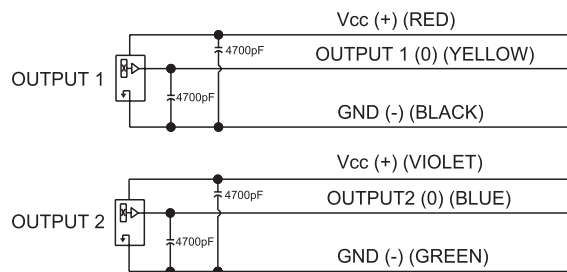 Vcc (+) (RED)
4700pF
OUTPUT 1 (0) (YELLOW)
OUTPUT 1
4700pF
GND (-) (BLACK)
Vcc (+) (VIOLET)
4700pF
OUTPUT2 (0) (BLUE)
OUTPUT 2
4700pF
GND (-) (GREEN)